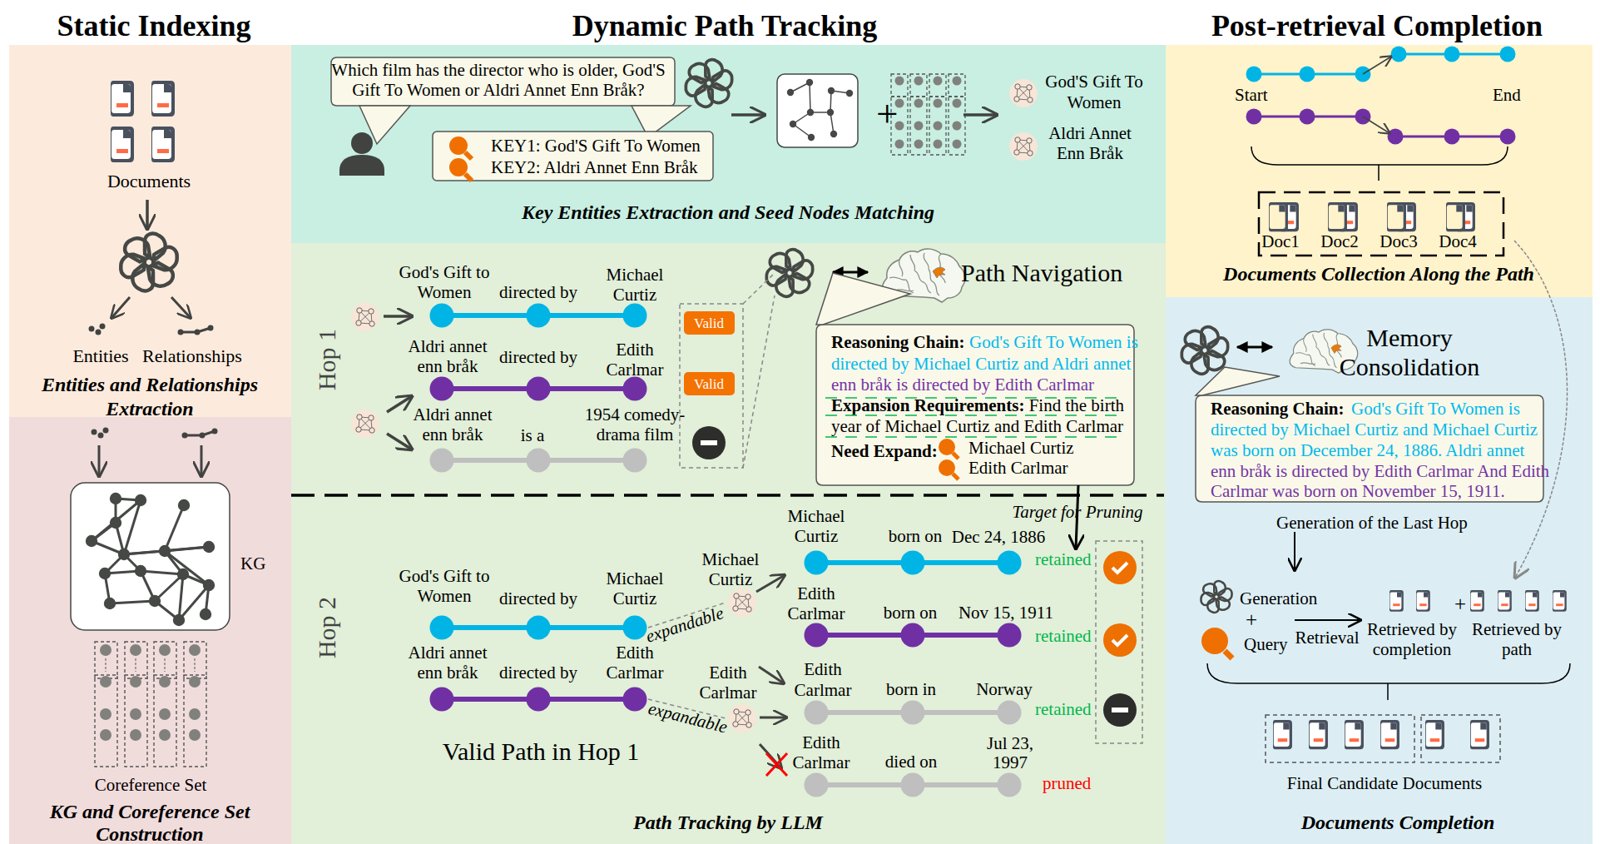 Static Indexing
Documents
Entities Relationships
Entities and Relationships
Extraction
KG
Coreference Set
KG and Coreference Set
Construction
Dynamic Path Tracking
Which film has the director who is older, God'S
Gift To Women or Aldri Annet Enn Bråk?
KEY1: God'S Gift To Women
KEY2: Aldri Annet Enn Bråk
+
God'S Gift To
Women
Aldri Annet
Enn Bråk
Key Entities Extraction and Seed Nodes Matching
Hop 1
God's Gift to
Women
directed by
Michael
Curtiz
Aldri annet
enn bråk
directed by
Edith
Carlmar
Aldri annet
enn bråk
is a
1954 comedy-
drama film
Valid
Valid
Path Navigation
Reasoning Chain: God's Gift To Women is
directed by Michael Curtiz and Aldri annet
enn bråk is directed by Edith Carlmar
Expansion Requirements: Find the birth
year of Michael Curtiz and Edith Carlmar
Need Expand:
Michael Curtiz
Edith Carlmar
Target for Pruning
Hop 2
God's Gift to
Women
directed by
Michael
Curtiz
Aldri annet
enn bråk
directed by
Edith
Carlmar
expandable
expandable
Valid Path in Hop 1
Michael
Curtiz
Edith
Carlmar
Michael
Curtiz
born on
Dec 24, 1886
retained
Edith
Carlmar
born on
Nov 15, 1911
retained
Edith
Carlmar
born in
Norway
retained
Edith
Carlmar
died on
Jul 23,
1997
pruned
Path Tracking by LLM
Post-retrieval Completion
Start
End
Doc1 Doc2 Doc3 Doc4
Documents Collection Along the Path
Memory
Consolidation
Reasoning Chain: God's Gift To Women is
directed by Michael Curtiz and Michael Curtiz
was born on December 24, 1886. Aldri annet
enn bråk is directed by Edith Carlmar And Edith
Carlmar was born on November 15, 1911.
Generation of the Last Hop
Generation
+
Query
Retrieval
Retrieved by
completion
+
Retrieved by
path
Final Candidate Documents
Documents Completion